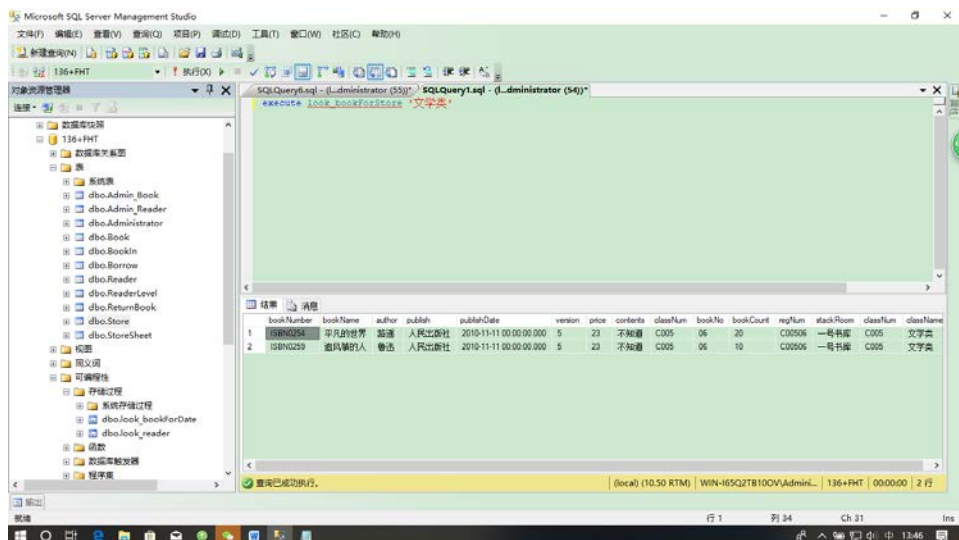 Microsoft SQL Server Management Studio
文件(F) 编辑(E) 查看(V) 查询(Q) 项目(P) 调试(D) 工具(T) 窗口(W) 社区(C) 帮助(H)
新建查询(N)
136+FHT 执行(X)
对象资源管理器
连接
数据库快照
136+FHT
数据库关系图
表
系统表
dbo.Admin_Book
dbo.Admin_Reader
dbo.Administrator
dbo.Book
dbo.BookIn
dbo.Borrow
dbo.Reader
dbo.ReaderLevel
dbo.ReturnBook
dbo.Store
dbo.StoreSheet
视图
同义词
可编程性
存储过程
系统存储过程
dbo.look_bookForDate
dbo.look_reader
函数
数据库触发器
程序集
SQLQuery6.sql - (l...dministrator (55))* SQLQuery1.sql - (l...dministrator (54))*
execute look_bookForStore '文学类'
结果 消息
bookNumber bookName author publish publishDate version price contents classNum bookNo bookCount regNum stackRoom classNum className
1 ISBN0254 平凡的世界 路遥 人民出版社 2010-11-11 00:00:00.000 5 23 不知道 C005 06 20 C00506 一号书库 C005 文学类
2 ISBN0259 追风筝的人 鲁迅 人民出版社 2010-11-11 00:00:00.000 5 23 不知道 C005 06 10 C00506 一号书库 C005 文学类
查询已成功执行。 (local) (10.50 RTM) WIN-I65Q2TB10OV\Admini... 136+FHT 00:00:00 2 行
输出
就绪 行 1 列 34 Ch 31 Ins
中 13:46